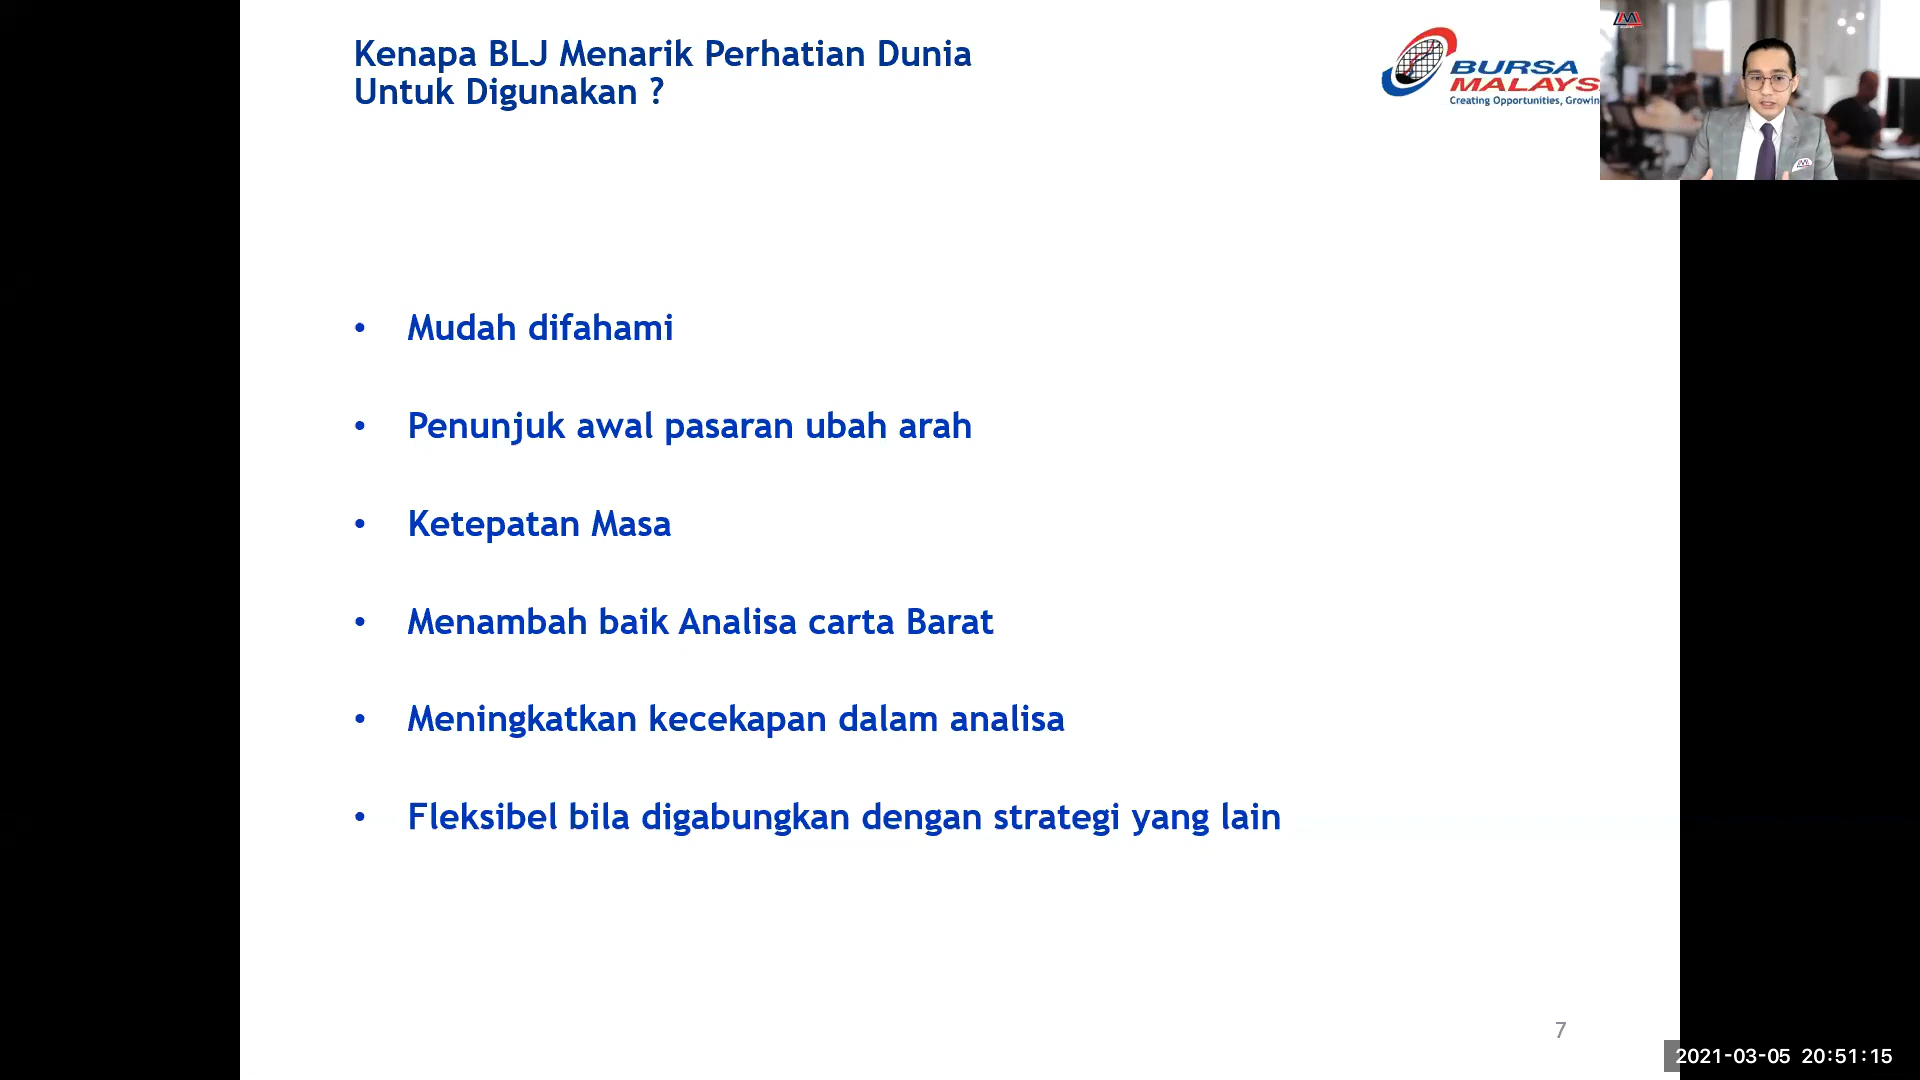 Kenapa BLJ Menarik Perhatian Dunia
Untuk Digunakan ?
BURSA
MALAYS
Creating Opportunities, Growin
• Mudah difahami
• Penunjuk awal pasaran ubah arah
• Ketepatan Masa
• Menambah baik Analisa carta Barat
• Meningkatkan kecekapan dalam analisa
• Fleksibel bila digabungkan dengan strategi yang lain
7
2021-03-05 20:51:15